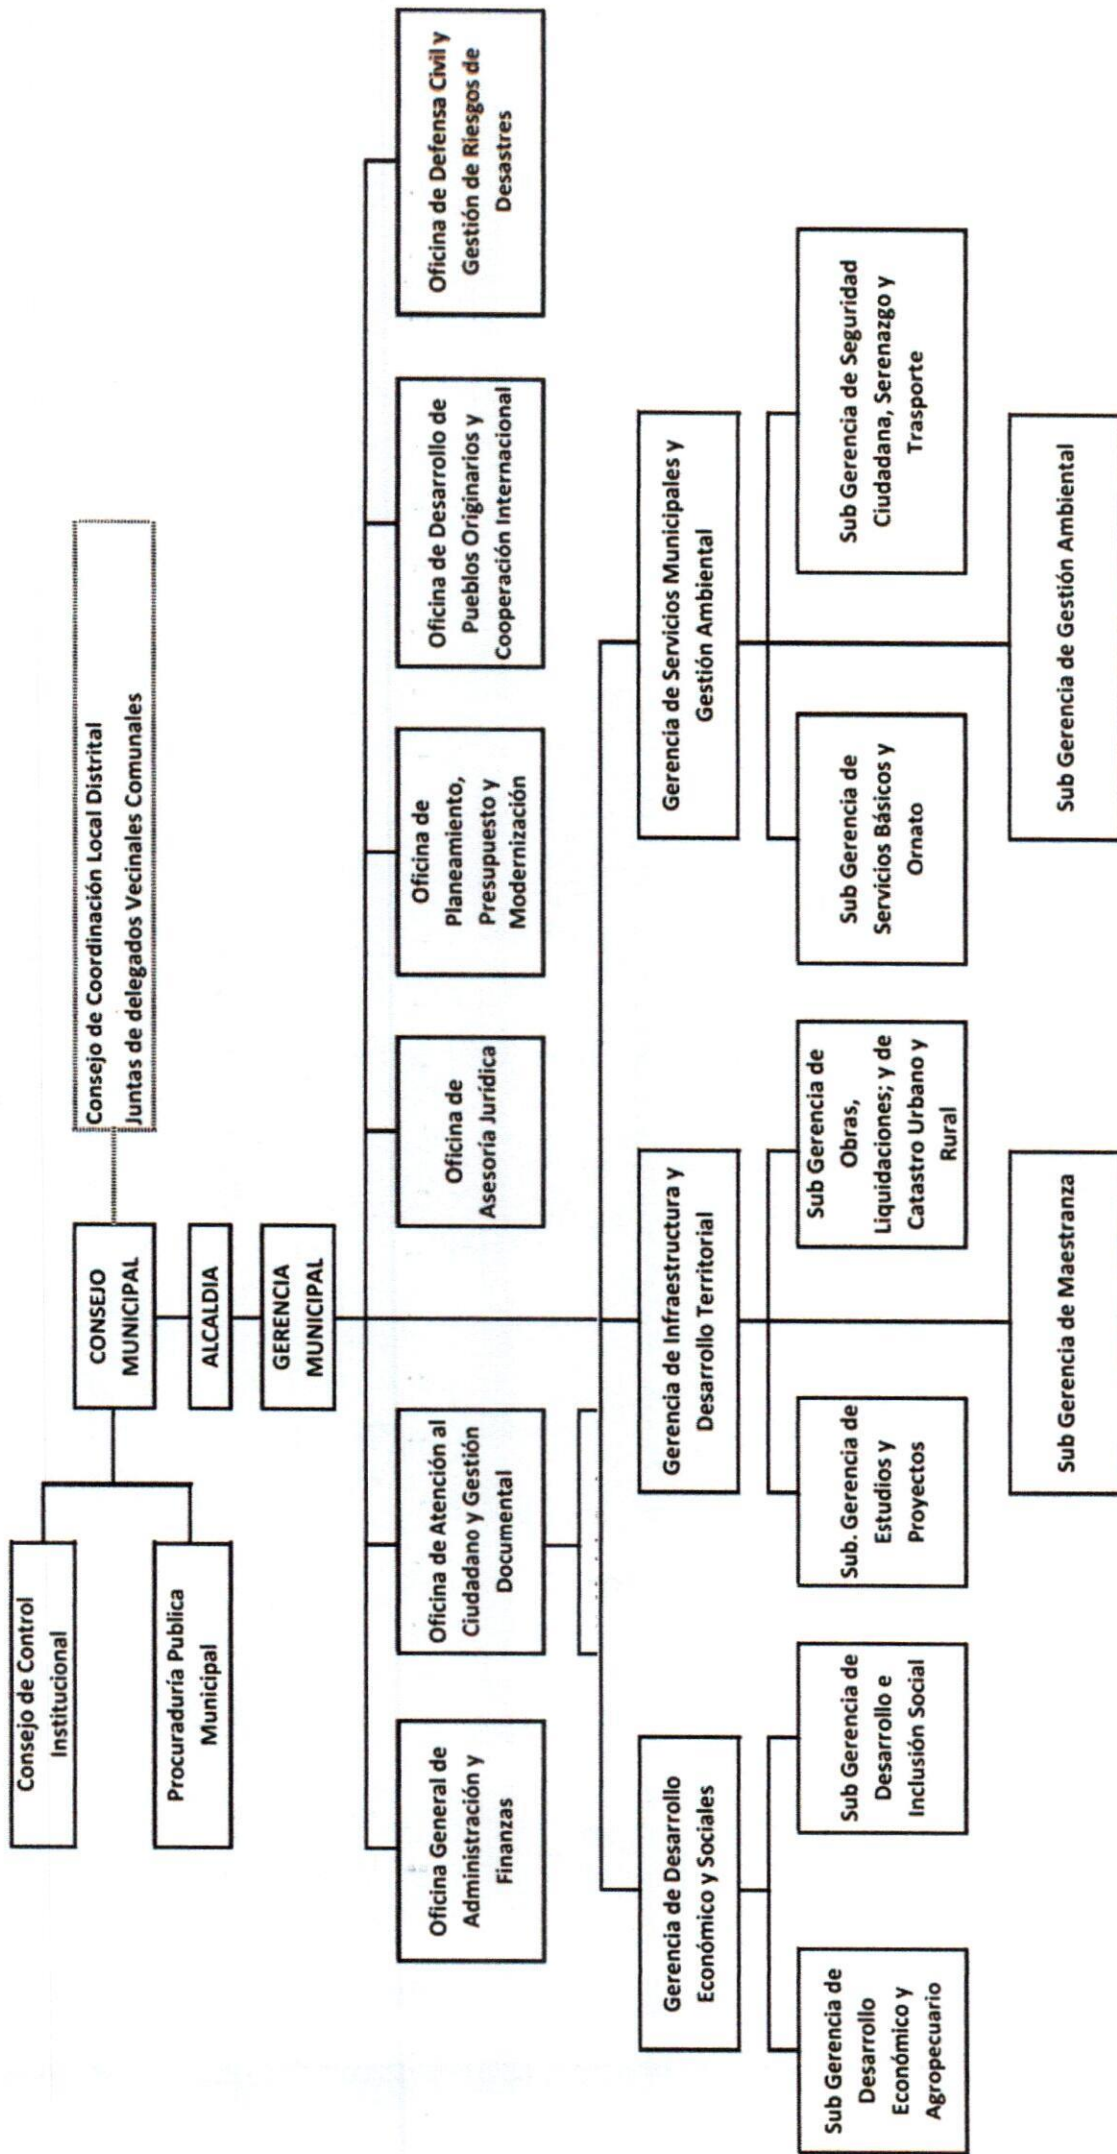 Consejo de Control
Institucional
Procuraduría Publica
Municipal
CONSEJO
MUNICIPAL
Consejo de Coordinación Local Distrital
Juntas de delegados Vecinales Comunales
ALCALDIA
GERENCIA
MUNICIPAL
Oficina General de
Administración y
Finanzas
Oficina de Atención al
Ciudadano y Gestión
Documental
Oficina de
Asesoría Jurídica
Oficina de
Planeamiento,
Presupuesto y
Modernización
Oficina de Desarrollo de
Pueblos Originarios y
Cooperación Internacional
Oficina de Defensa Civil y
Gestión de Riesgos de
Desastres
Gerencia de Desarrollo
Económico y Sociales
Gerencia de Infraestructura y
Desarrollo Territorial
Gerencia de Servicios Municipales y
Gestión Ambiental
Sub Gerencia de
Desarrollo
Económico y
Agropecuario
Sub Gerencia de
Desarrollo e
Inclusión Social
Sub. Gerencia de
Estudios y
Proyectos
Sub Gerencia de
Obras,
Liquidaciones; y de
Catastro Urbano y
Rural
Sub Gerencia de
Servicios Básicos y
Ornato
Sub Gerencia de Seguridad
Ciudadana, Serenazgo y
Trasporte
Sub Gerencia de Maestranza
Sub Gerencia de Gestión Ambiental